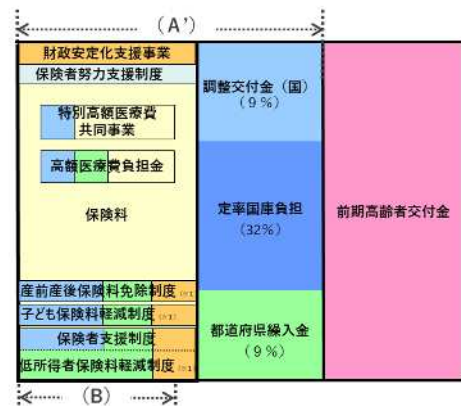 (A’)
財政安定化支援事業
保険者努力支援制度
特別高額医療費
共同事業
高額医療費負担金
保険料
産前産後保険料免除制度(※1)
子ども保険料軽減制度(※1)
保険者支援制度
低所得者保険料軽減制度(※1)
(B)
調整交付金（国）
(9%)
定率国庫負担
(32%)
都道府県繰入金
(9%)
前期高齢者交付金